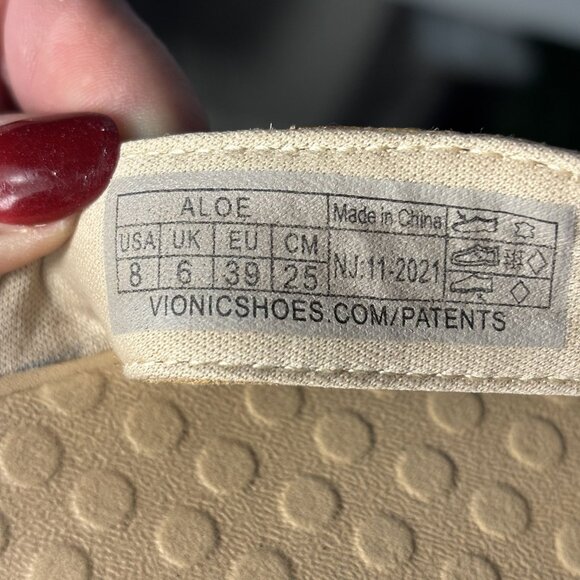 ALOE Made in China
USA UK EU CM
8 6 39 25 NJ:11-2021
VIONICSHOES.COM/PATENTS